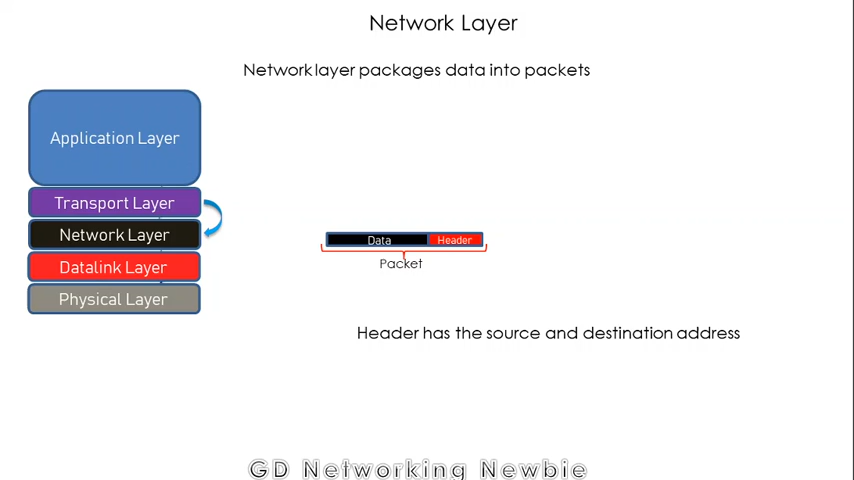 Network Layer
Network layer packages data into packets
Application Layer
Transport Layer
Network Layer
Datalink Layer
Physical Layer
Data Header
Packet
Header has the source and destination address
GD Networking Newbie